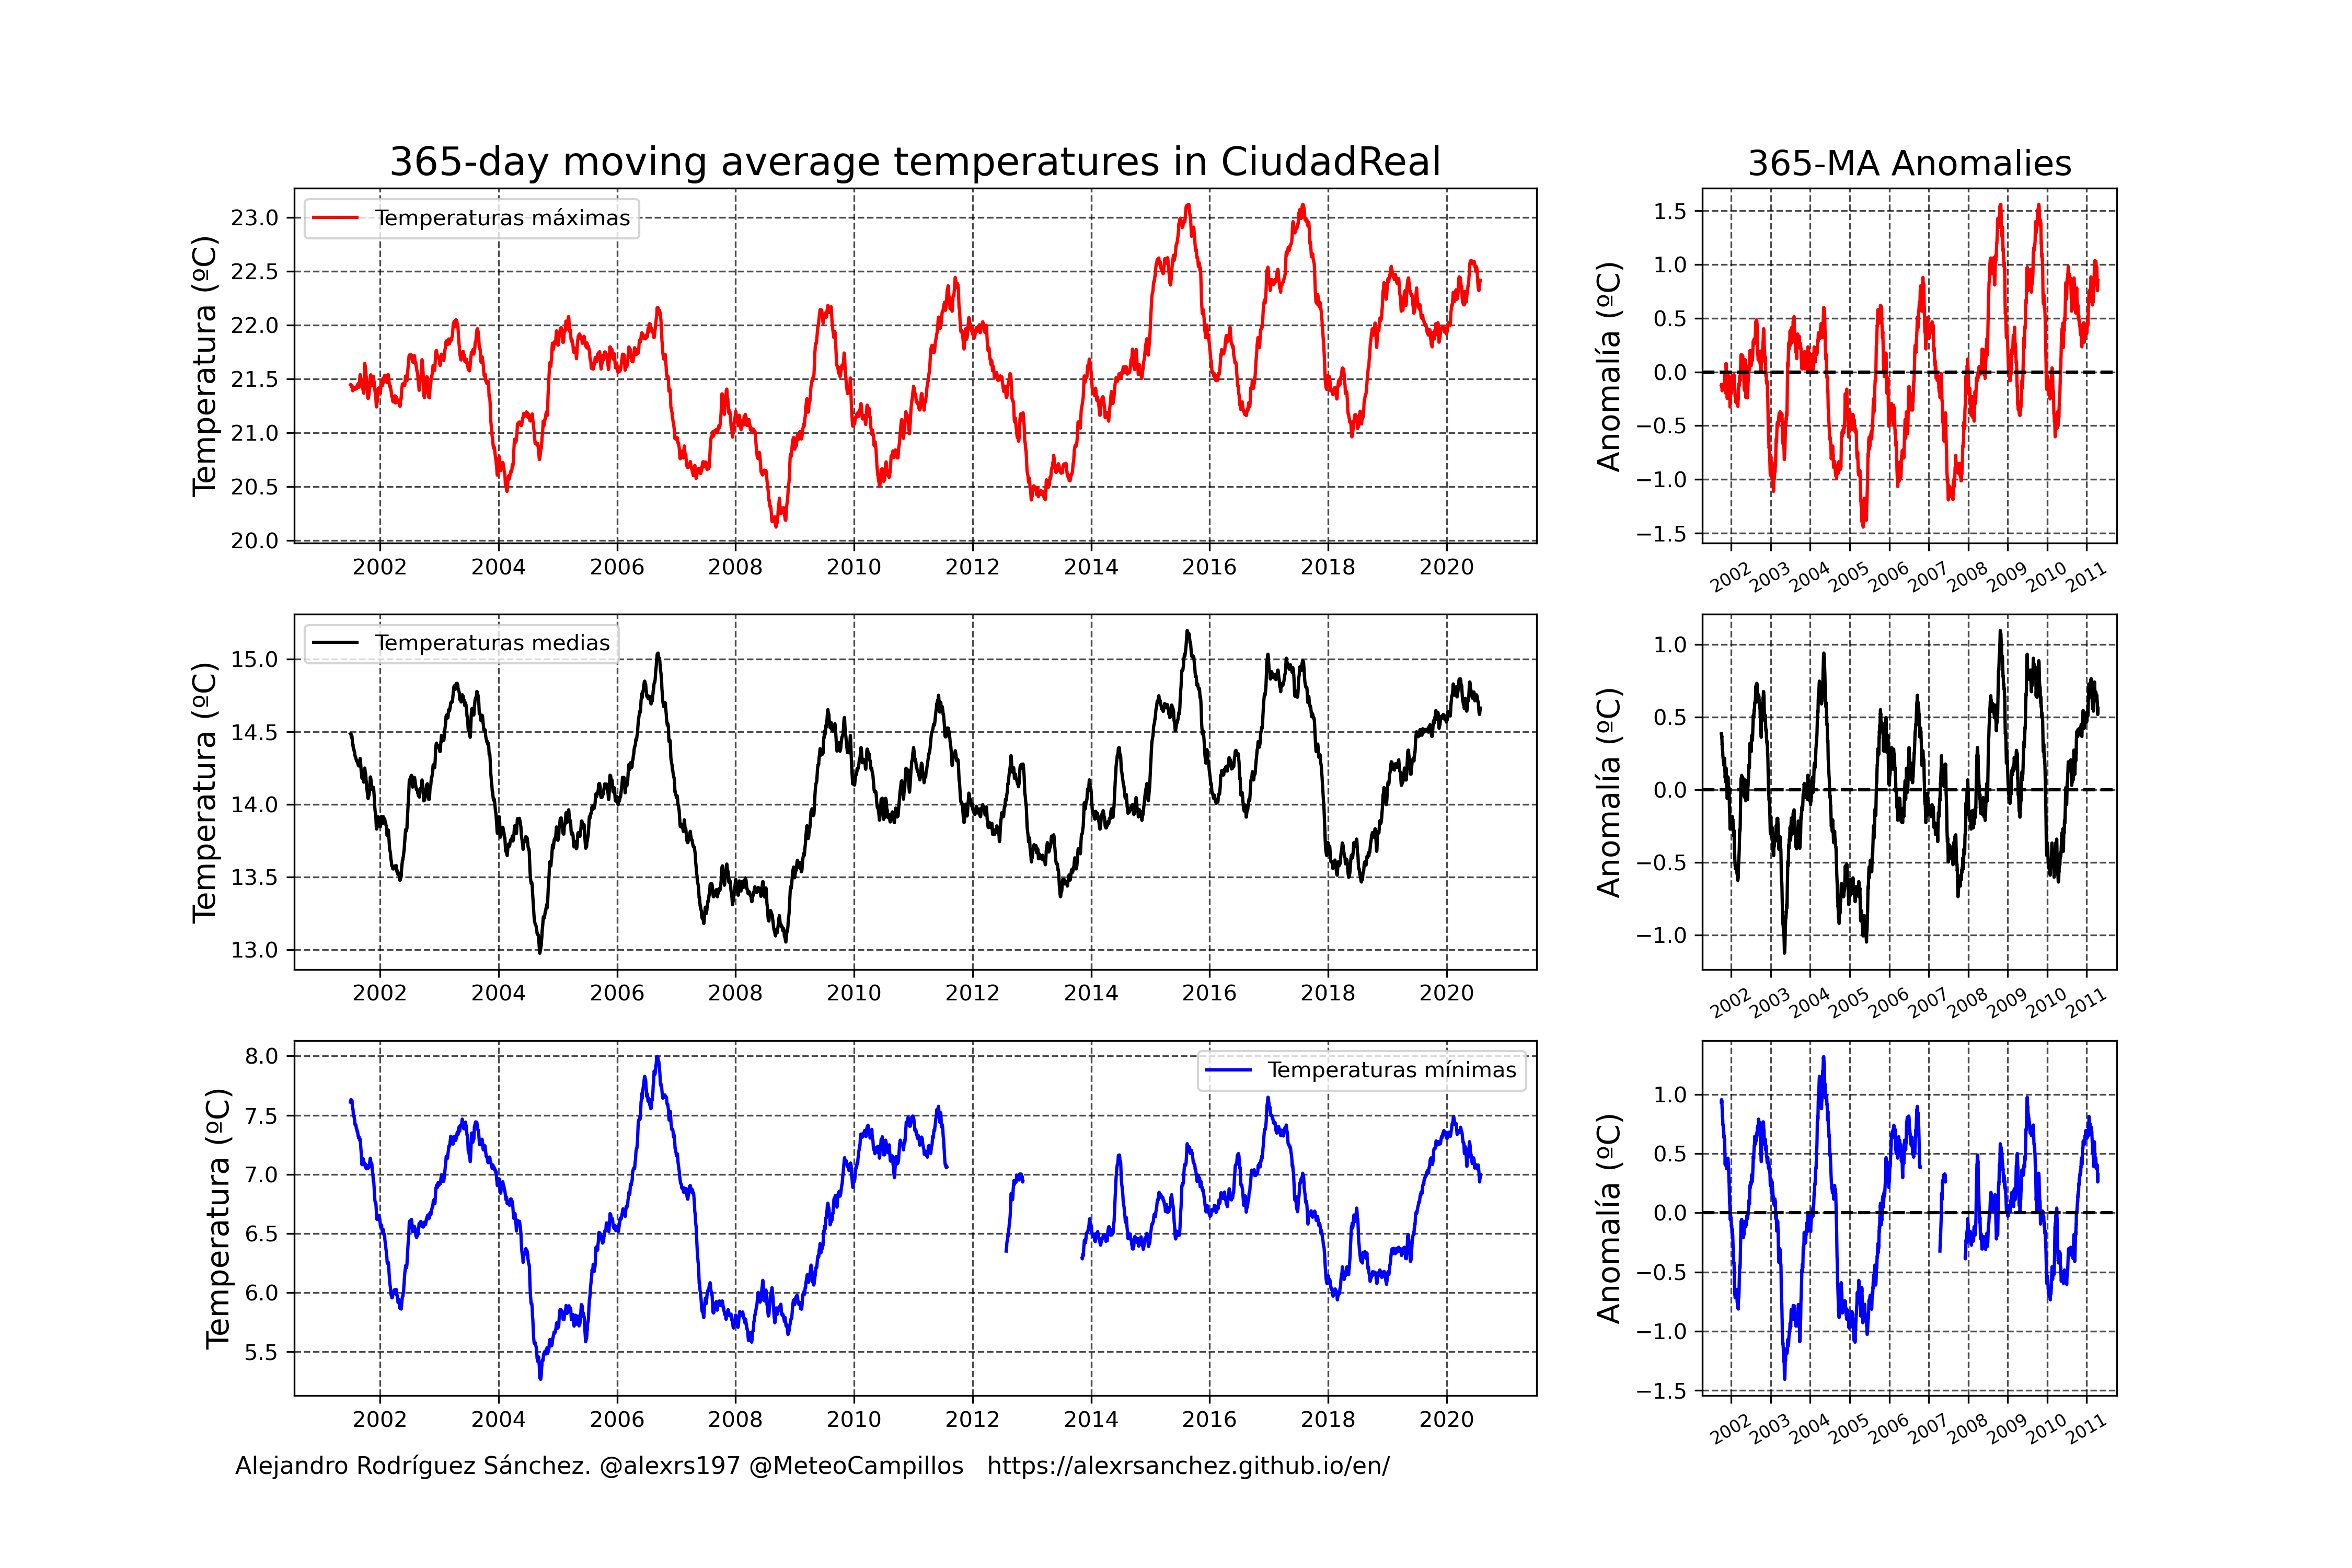 365-day moving average temperatures in CiudadReal
365-MA Anomalies
Temperatura (ºC)
23.0
22.5
22.0
21.5
21.0
20.5
20.0
Temperaturas máximas
2002 2004 2006 2008 2010 2012 2014 2016 2018 2020
Anomalía (ºC)
1.5
1.0
0.5
0.0
−0.5
−1.0
−1.5
2002 2003 2004 2005 2006 2007 2008 2009 2010 2011
Temperatura (ºC)
15.0
14.5
14.0
13.5
13.0
Temperaturas medias
2002 2004 2006 2008 2010 2012 2014 2016 2018 2020
Anomalía (ºC)
1.0
0.5
0.0
−0.5
−1.0
2002 2003 2004 2005 2006 2007 2008 2009 2010 2011
Temperatura (ºC)
8.0
7.5
7.0
6.5
6.0
5.5
Temperaturas mínimas
2002 2004 2006 2008 2010 2012 2014 2016 2018 2020
Anomalía (ºC)
1.0
0.5
0.0
−0.5
−1.0
−1.5
2002 2003 2004 2005 2006 2007 2008 2009 2010 2011
Alejandro Rodríguez Sánchez. @alexrs197 @MeteoCampillos https://alexrsanchez.github.io/en/